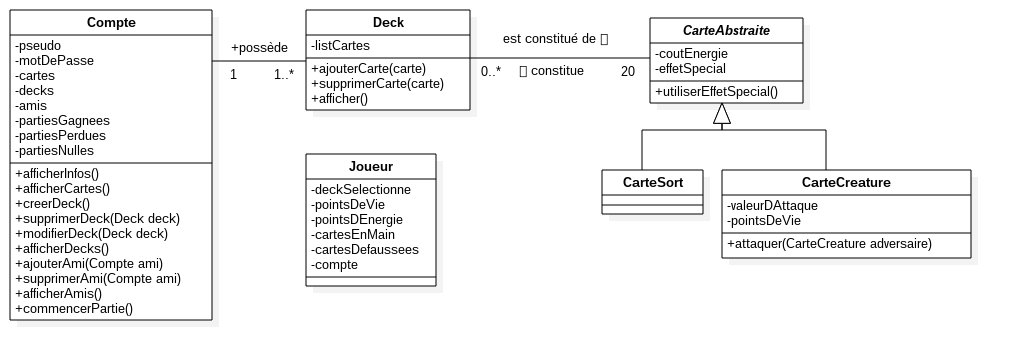 Compte
-pseudo
-motDePasse
-cartes
-decks
-amis
-partiesGagnees
-partiesPerdues
-partiesNulles
+afficherInfos()
+afficherCartes()
+creerDeck()
+supprimerDeck(Deck deck)
+modifierDeck(Deck deck)
+afficherDecks()
+ajouterAmi(Compte ami)
+supprimerAmi(Compte ami)
+afficherAmis()
+commencerPartie()
+possède
1
1..*
Deck
-listCartes
+ajouterCarte(carte)
+supprimerCarte(carte)
+afficher()
est constitué de
0..*
constitue
20
CarteAbstraite
-coutEnergie
-effetSpecial
+utiliserEffetSpecial()
Joueur
-deckSelectionne
-pointsDeVie
-pointsDEnergie
-cartesEnMain
-cartesDefaussees
-compte
CarteSort
CarteCreature
-valeurDAttaque
-pointsDeVie
+attaquer(CarteCreature adversaire)